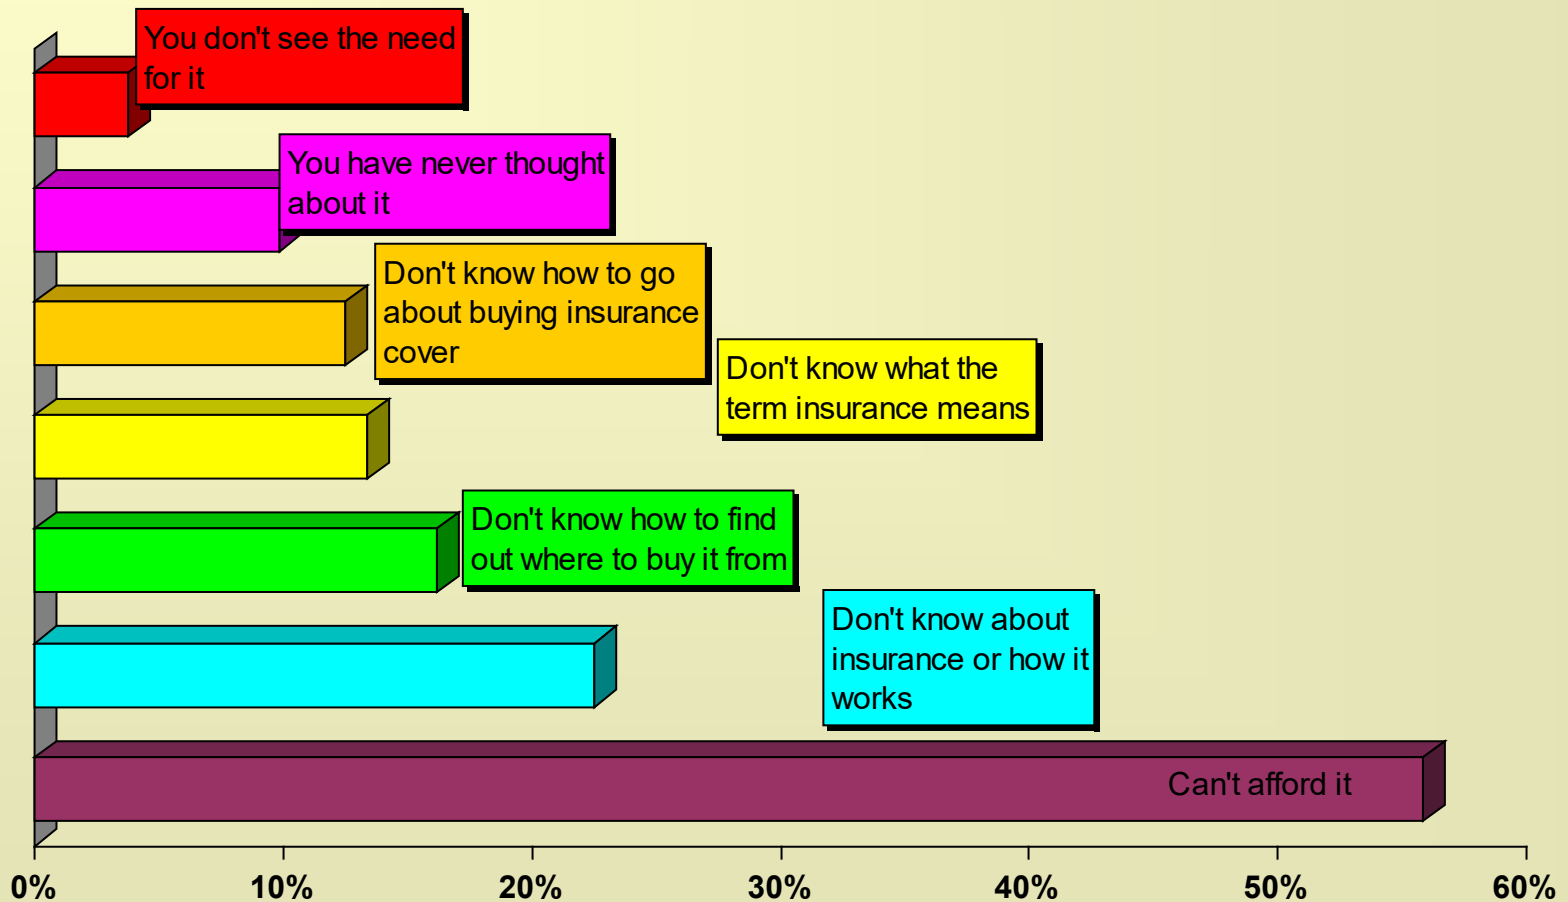 You don't see the need
for it
You have never thought
about it
Don't know how to go
about buying insurance
cover
Don't know what the
term insurance means
Don't know how to find
out where to buy it from
Don't know about
insurance or how it
works
Can't afford it
0% 10% 20% 30% 40% 50% 60%